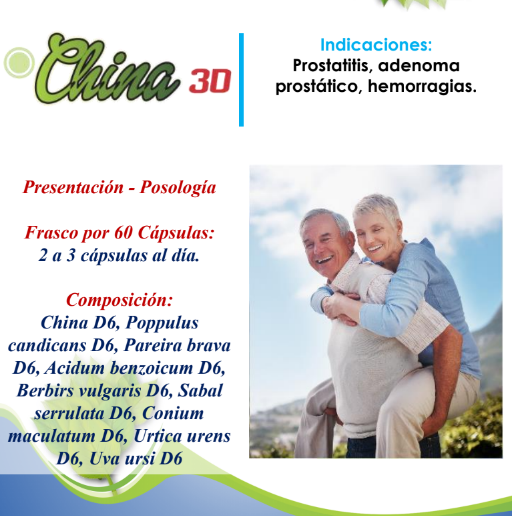 China 3D
Indicaciones:
Prostatitis, adenoma
prostático, hemorragias.
Presentación - Posología
Frasco por 60 Cápsulas:
2 a 3 cápsulas al día.
Composición:
China D6, Poppulus
candicans D6, Pareira brava
D6, Acidum benzoicum D6,
Berbirs vulgaris D6, Sabal
serrulata D6, Conium
maculatum D6, Urtica urens
D6, Uva ursi D6